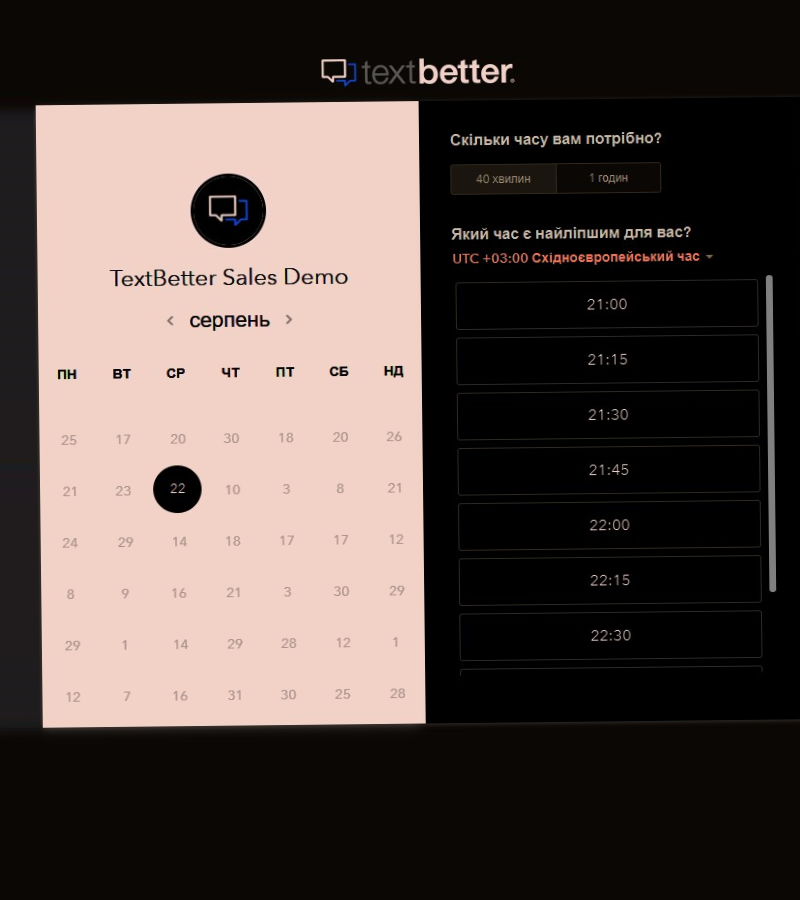 textbetter.
TextBetter Sales Demo
серпень
ПН ВТ СР ЧТ ПТ СБ НД
25 17 20 30 18 20 26
21 23 22 10 3 8 21
24 29 14 18 17 17 12
8 9 16 21 3 30 29
29 1 14 29 28 12 1
12 7 16 31 30 25 28
Скільки часу вам потрібно?
40 хвилин 1 годин
Який час є найліпшим для вас?
UTC +03:00 Східноєвропейський час
21:00
21:15
21:30
21:45
22:00
22:15
22:30